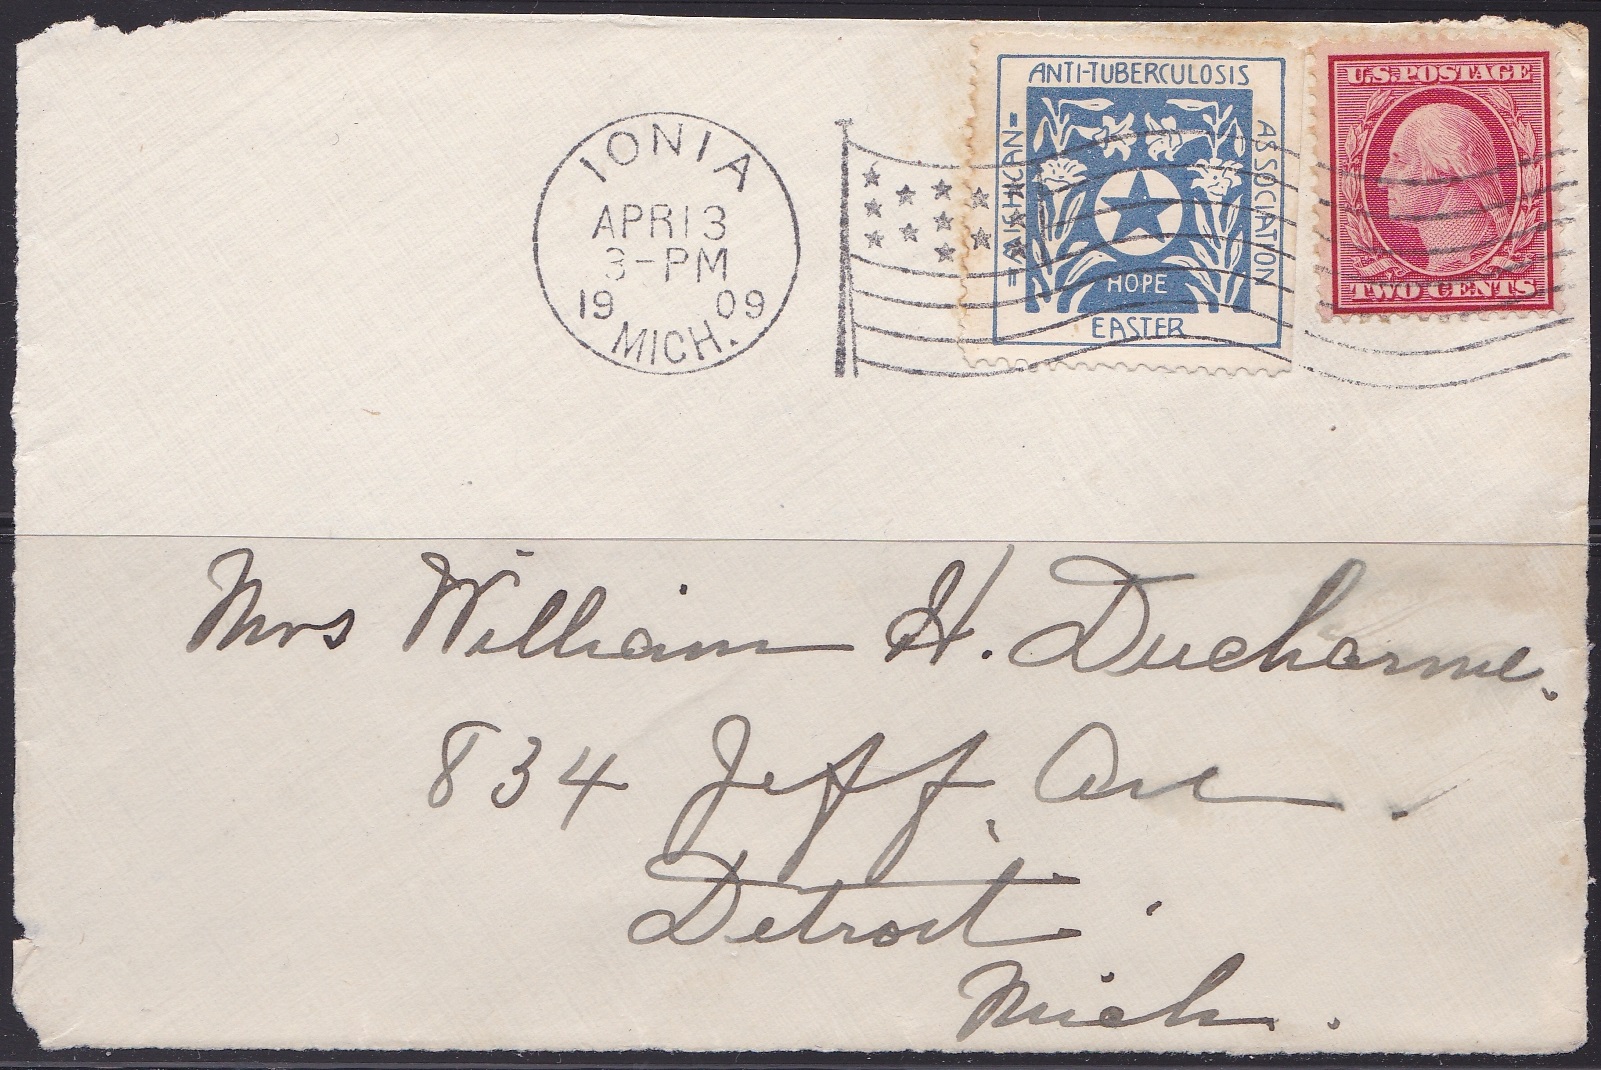 IONIA
APR 13
3-PM
19 09
MICH.
ANTI-TUBERCULOSIS
=MICHIGAN=
ASSOCIATION
HOPE
EASTER
U.S. POSTAGE
TWO CENTS
Mrs William H. Ducharme.
834 Jeff. Ave.
Detroit
Mich.